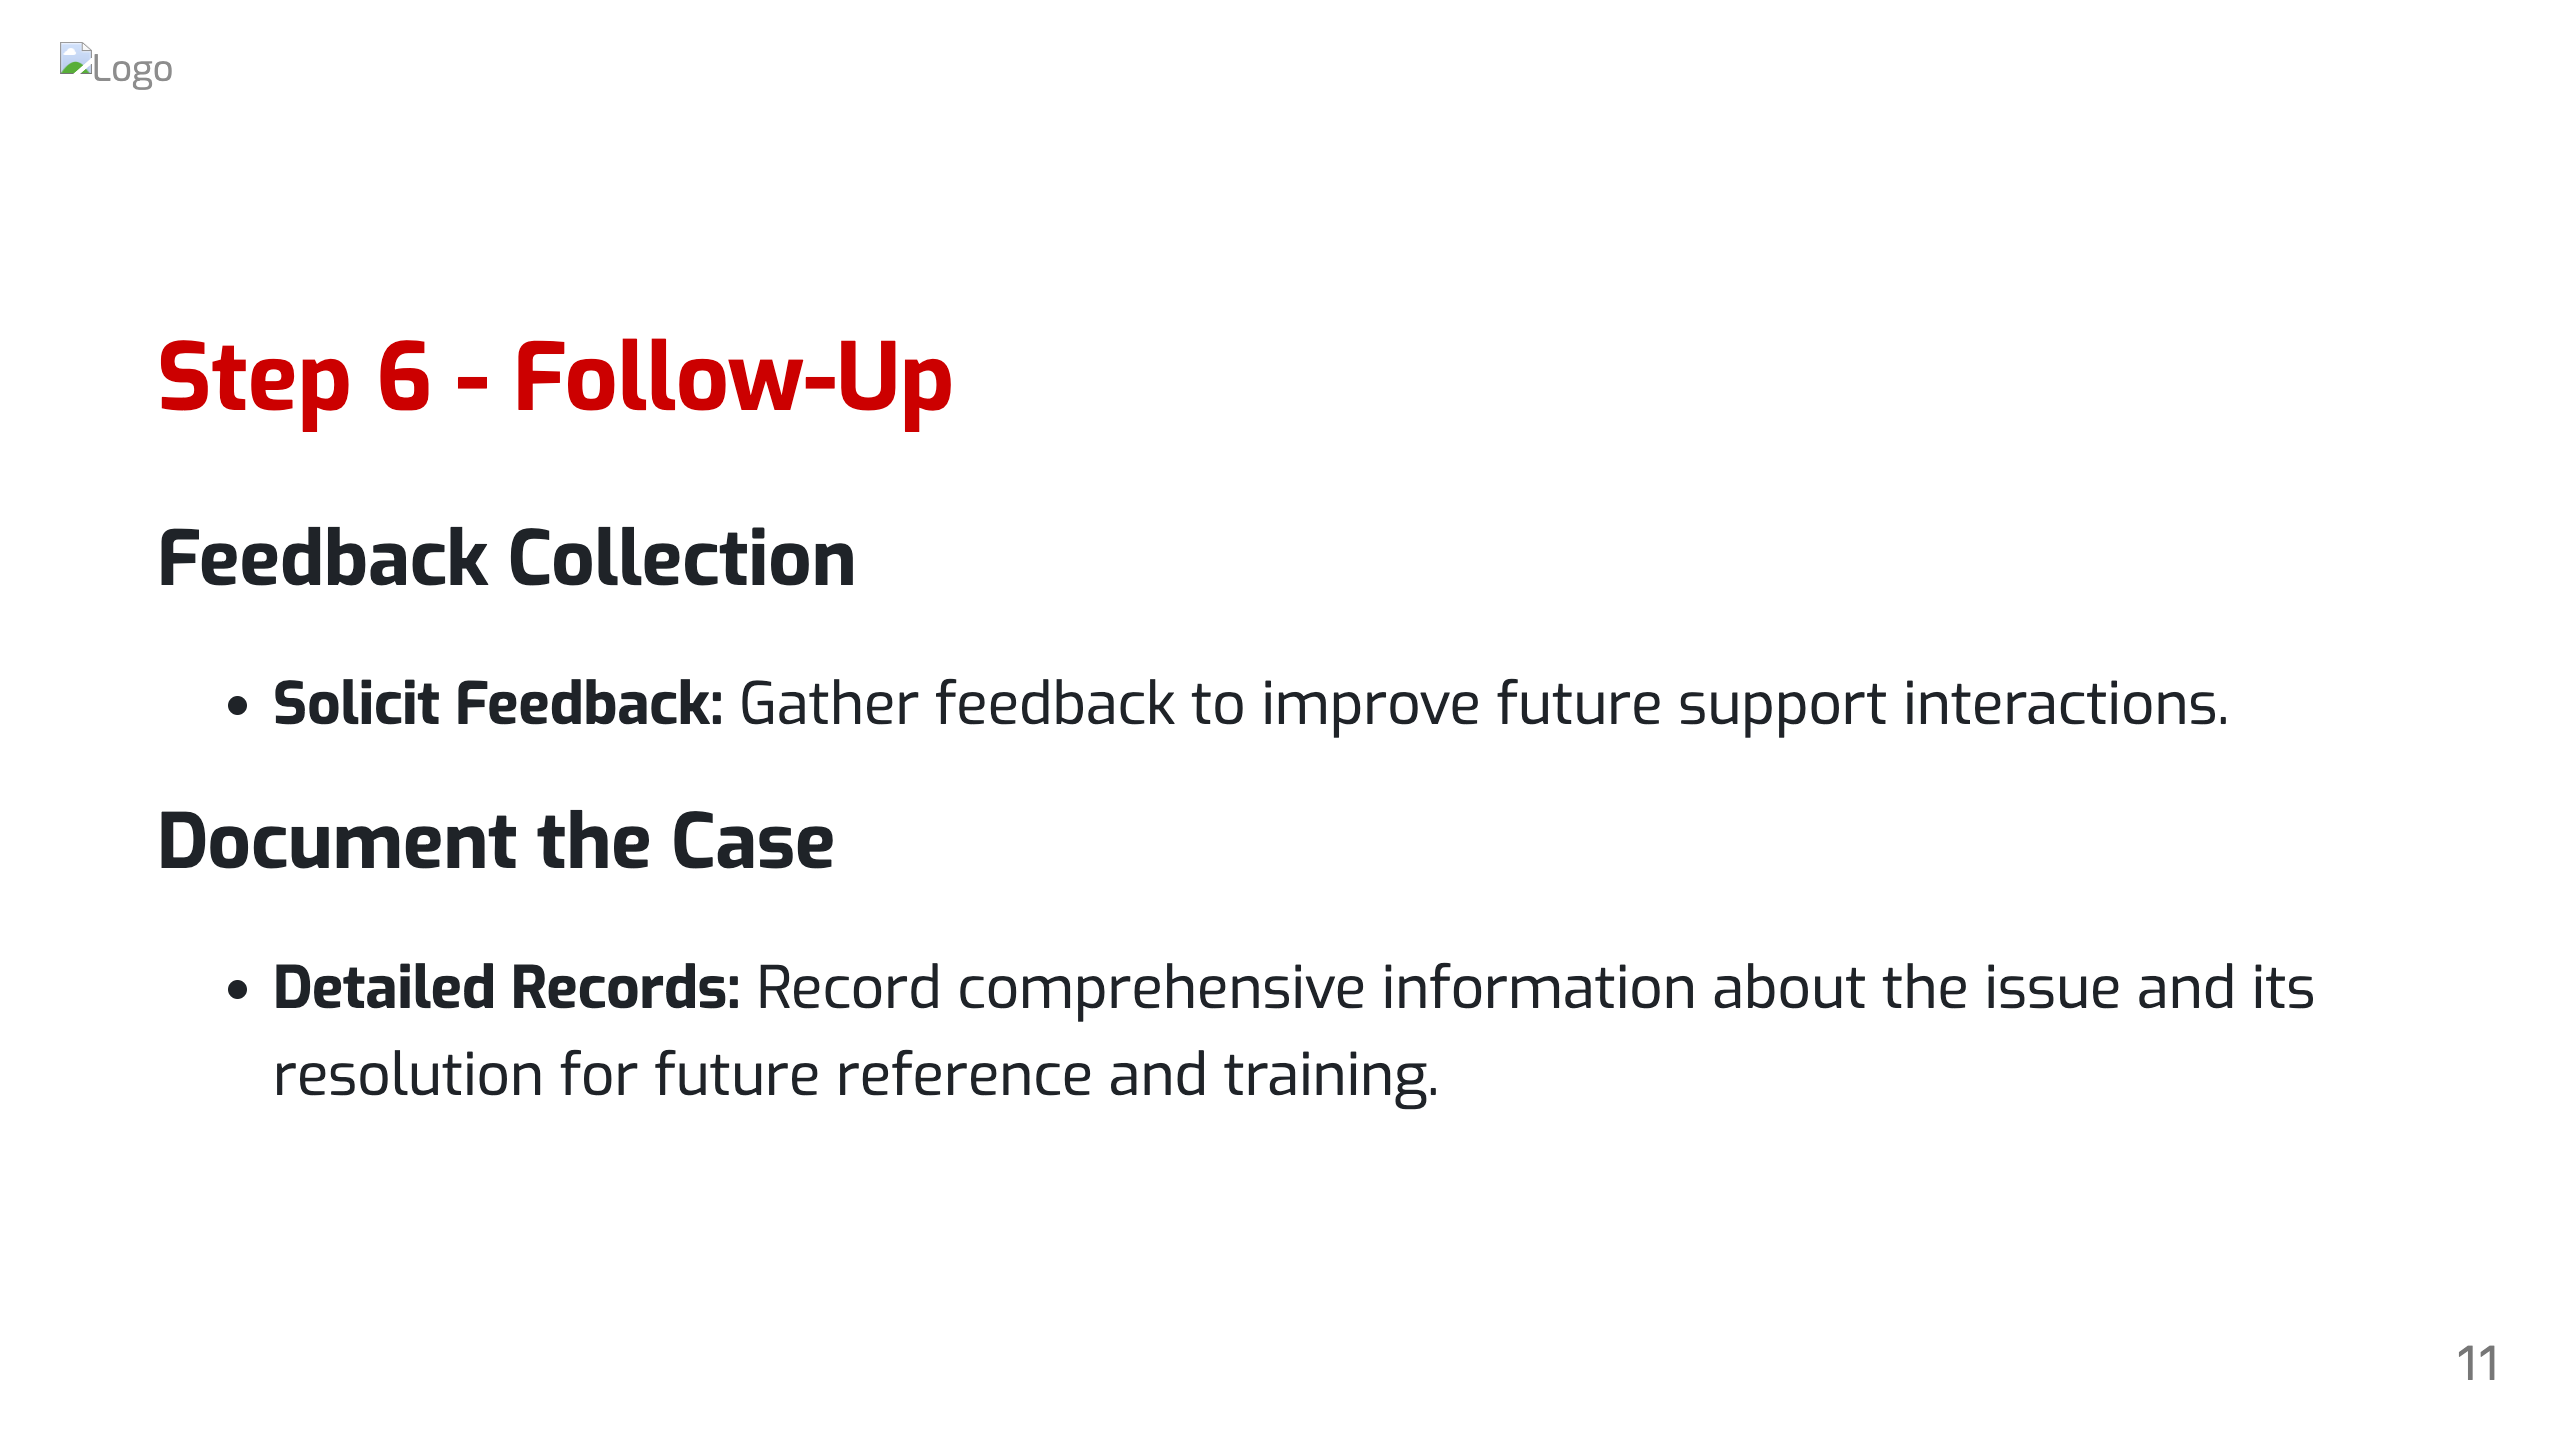 Logo
Step 6 - Follow-Up
Feedback Collection
• Solicit Feedback: Gather feedback to improve future support interactions.
Document the Case
• Detailed Records: Record comprehensive information about the issue and its
resolution for future reference and training.
11